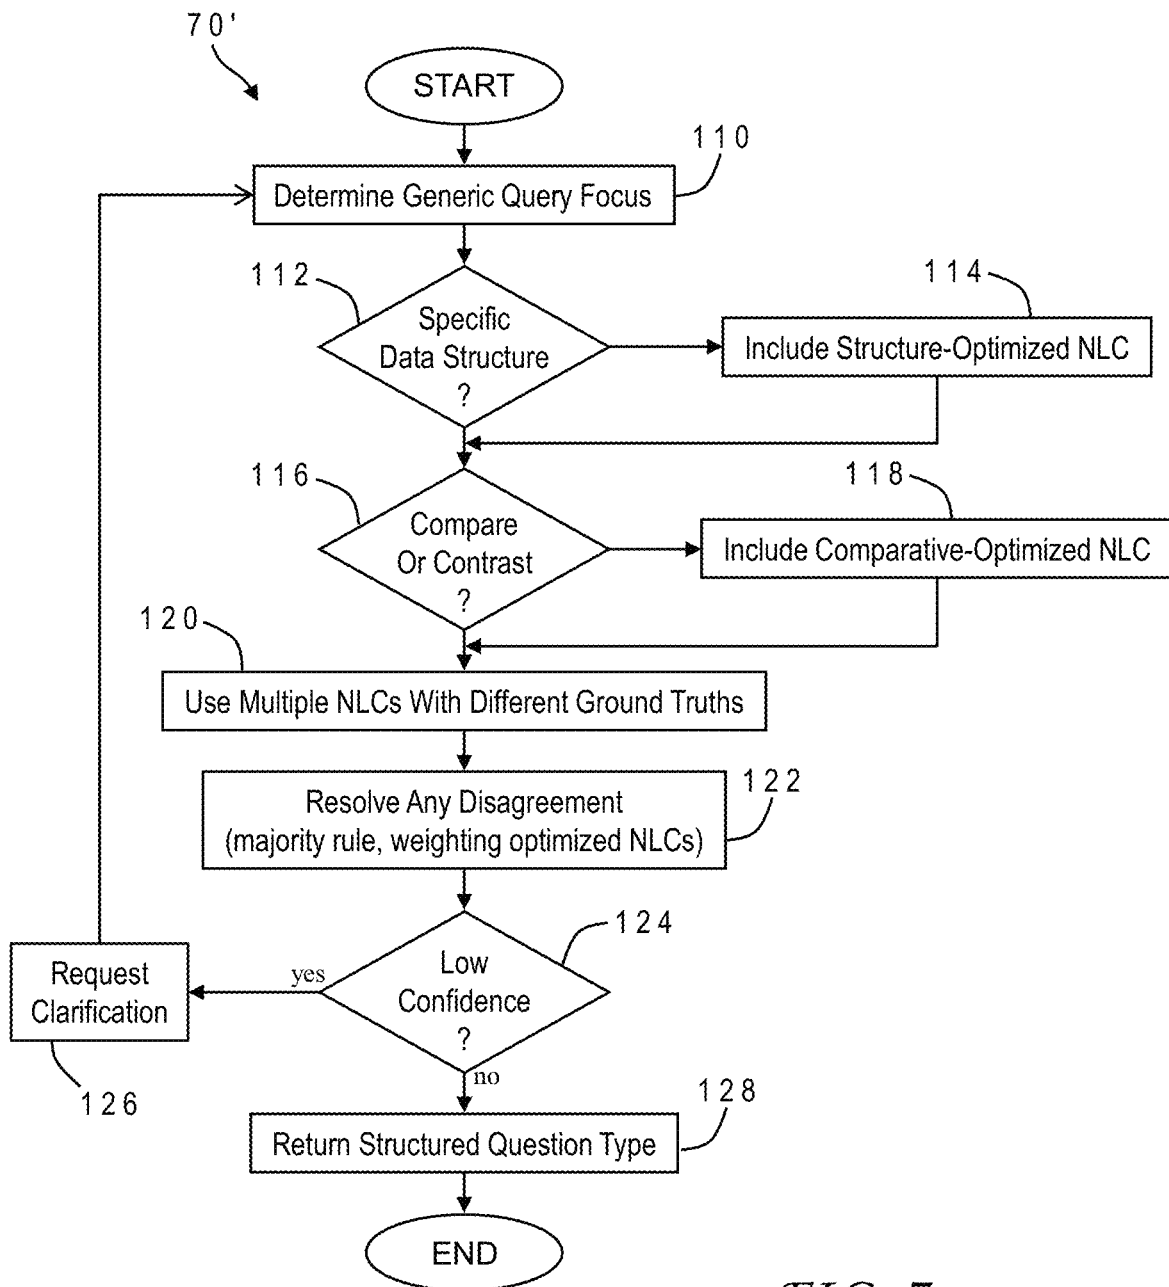 70'
START
110
Determine Generic Query Focus
112
Specific
Data Structure
?
114
Include Structure-Optimized NLC
116
Compare
Or Contrast
?
118
Include Comparative-Optimized NLC
120
Use Multiple NLCs With Different Ground Truths
122
Resolve Any Disagreement
(majority rule, weighting optimized NLCs)
124
Low
Confidence
?
yes
Request
Clarification
126
no
128
Return Structured Question Type
END